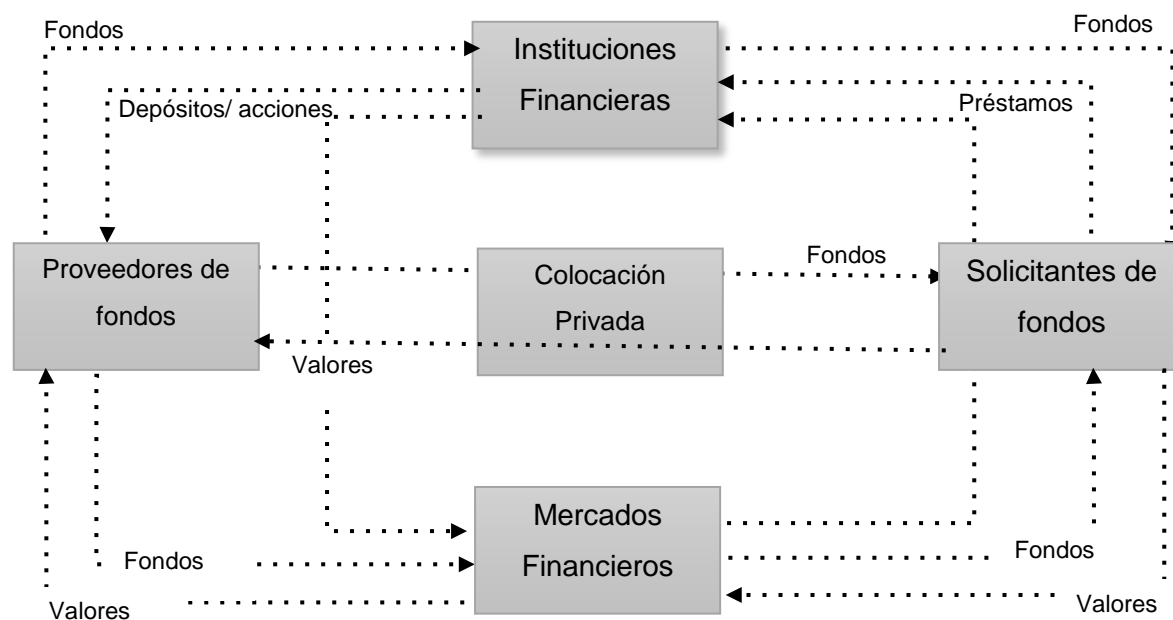 Fondos
Instituciones
Financieras
Fondos
Depósitos/ acciones
Préstamos
Proveedores de
fondos
Colocación
Privada
Fondos
Solicitantes de
fondos
Valores
Mercados
Financieros
Fondos
Fondos
Valores
Valores